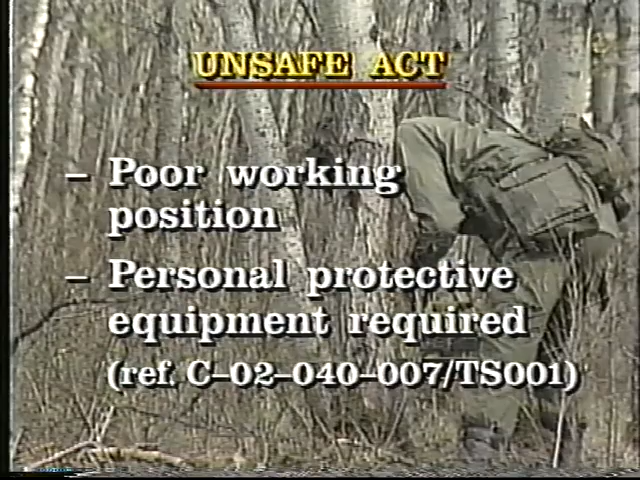 UNSAFE ACT
– Poor working
position
– Personal protective
equipment required
(ref. C–02–040–007/TS001)